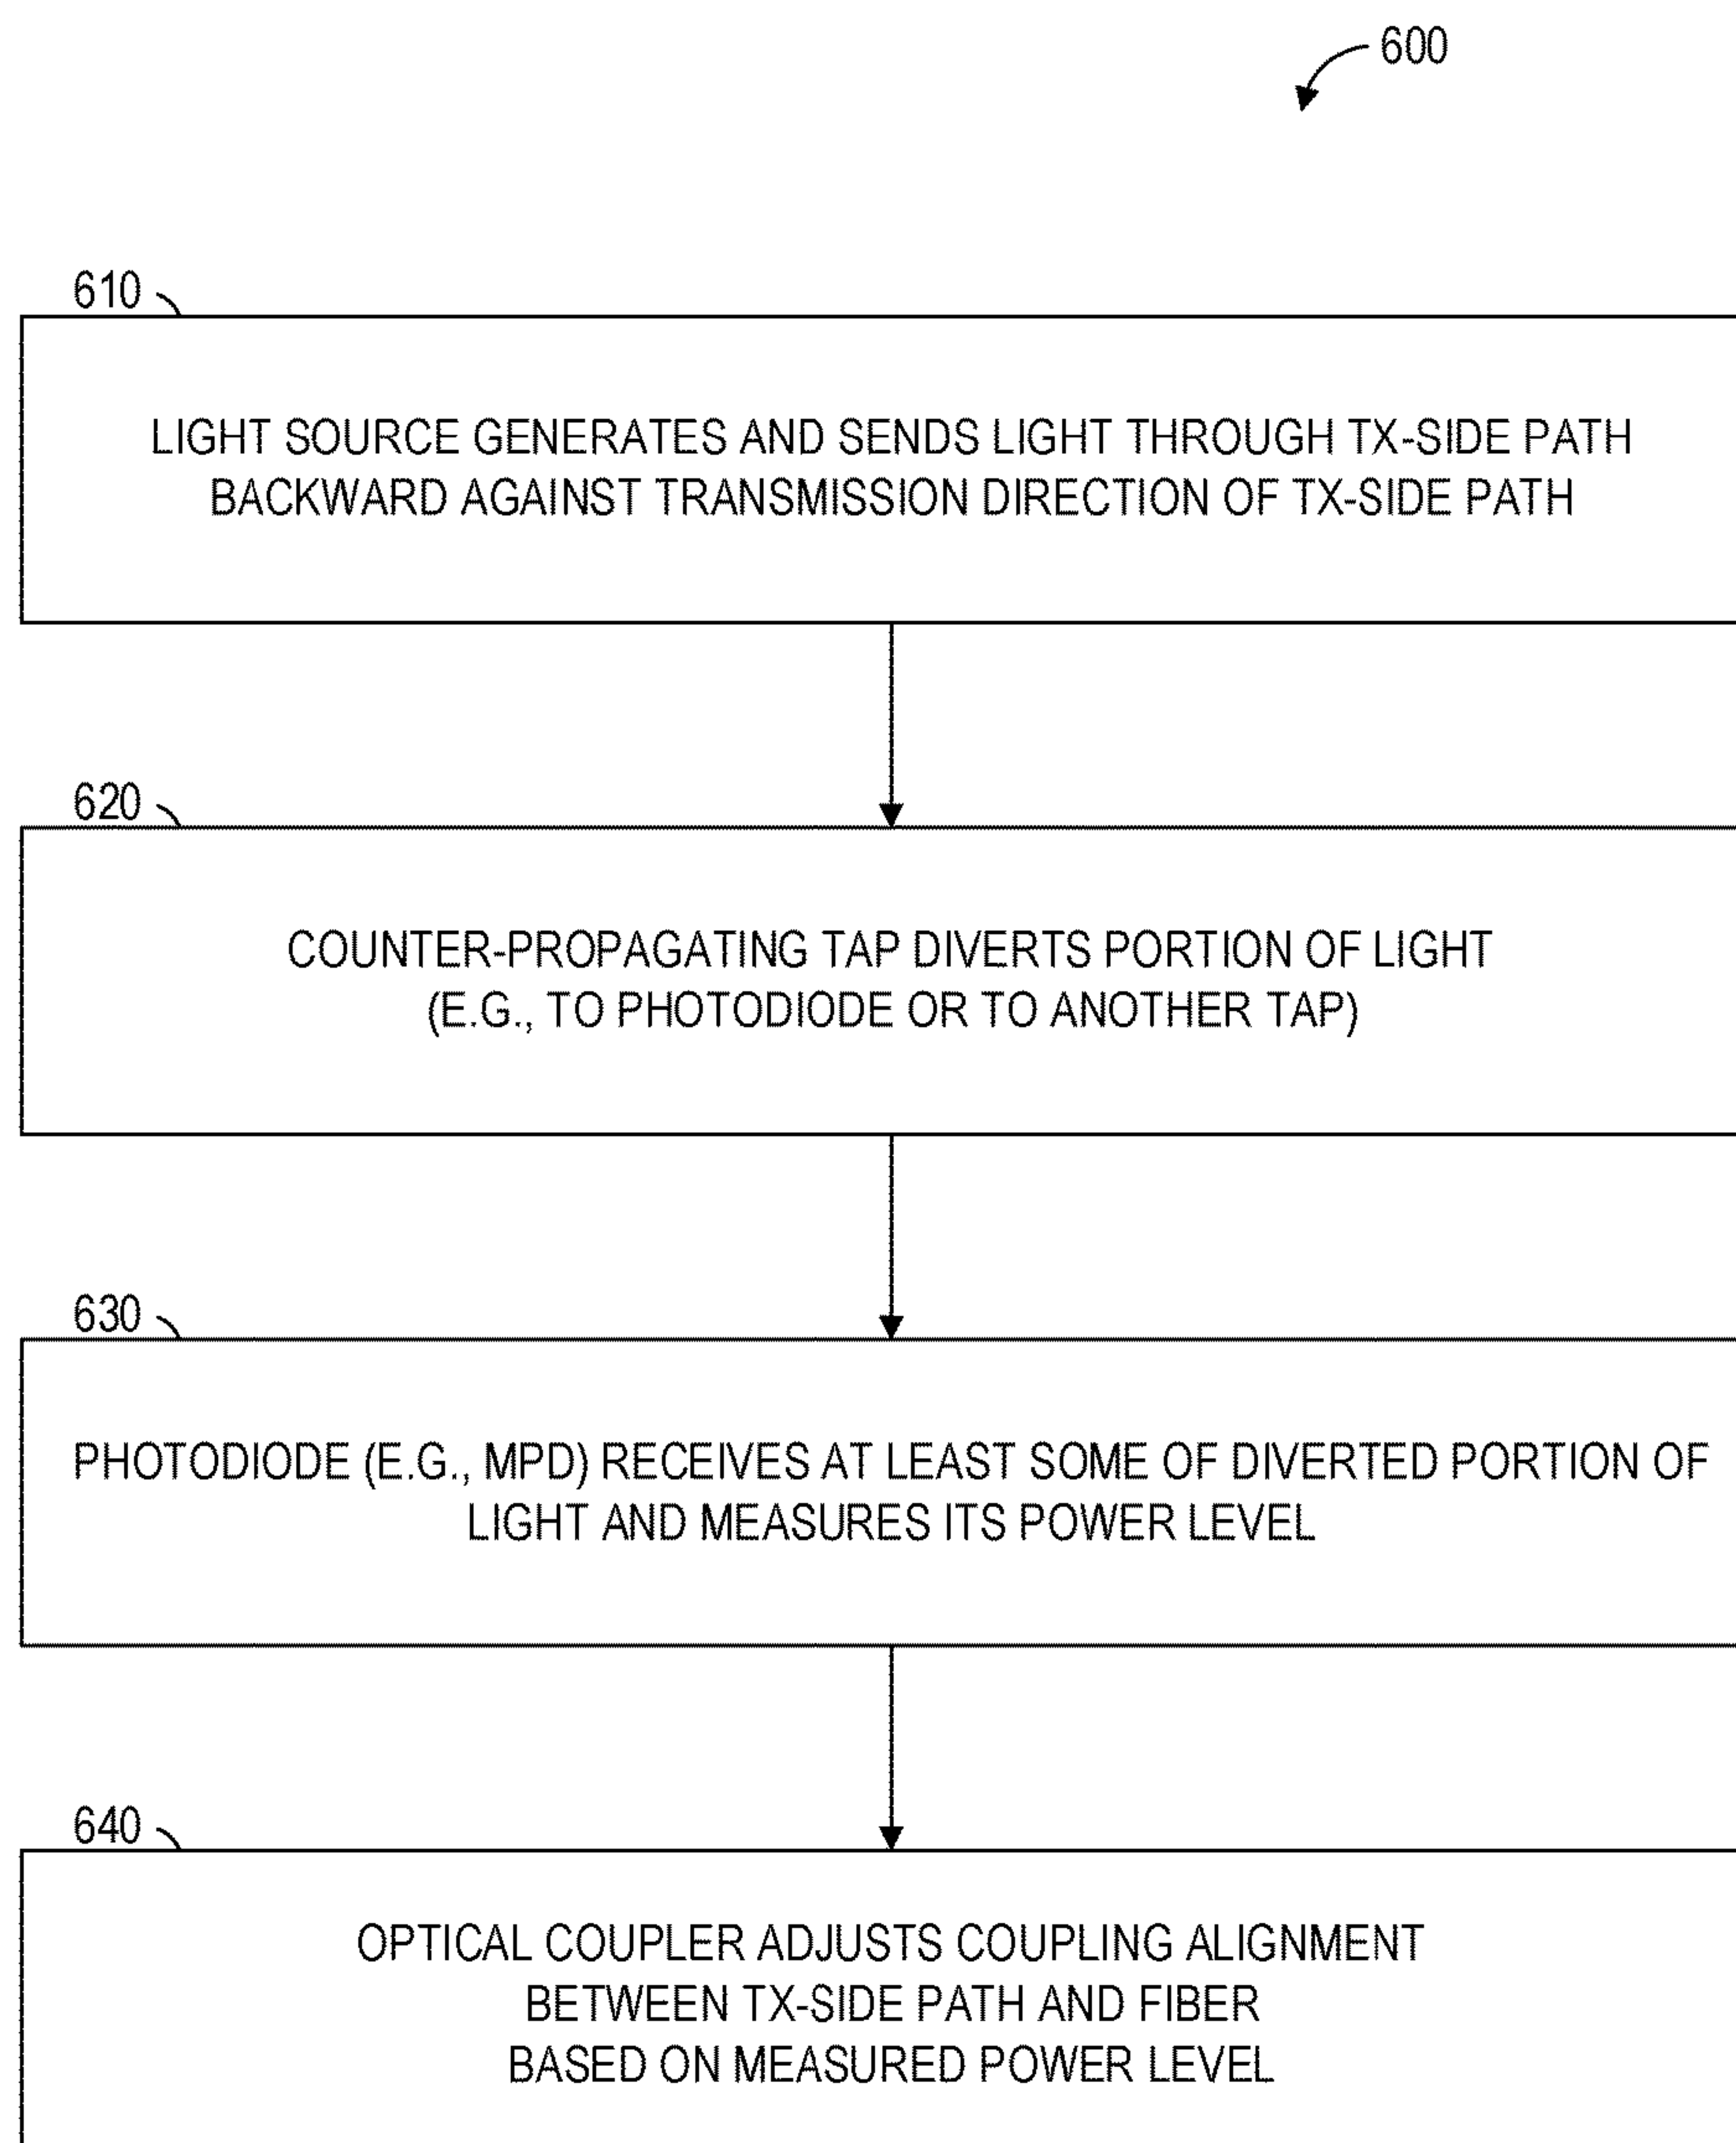 600
610
LIGHT SOURCE GENERATES AND SENDS LIGHT THROUGH TX-SIDE PATH
BACKWARD AGAINST TRANSMISSION DIRECTION OF TX-SIDE PATH
620
COUNTER-PROPAGATING TAP DIVERTS PORTION OF LIGHT
(E.G., TO PHOTODIODE OR TO ANOTHER TAP)
630
PHOTODIODE (E.G., MPD) RECEIVES AT LEAST SOME OF DIVERTED PORTION OF
LIGHT AND MEASURES ITS POWER LEVEL
640
OPTICAL COUPLER ADJUSTS COUPLING ALIGNMENT
BETWEEN TX-SIDE PATH AND FIBER
BASED ON MEASURED POWER LEVEL